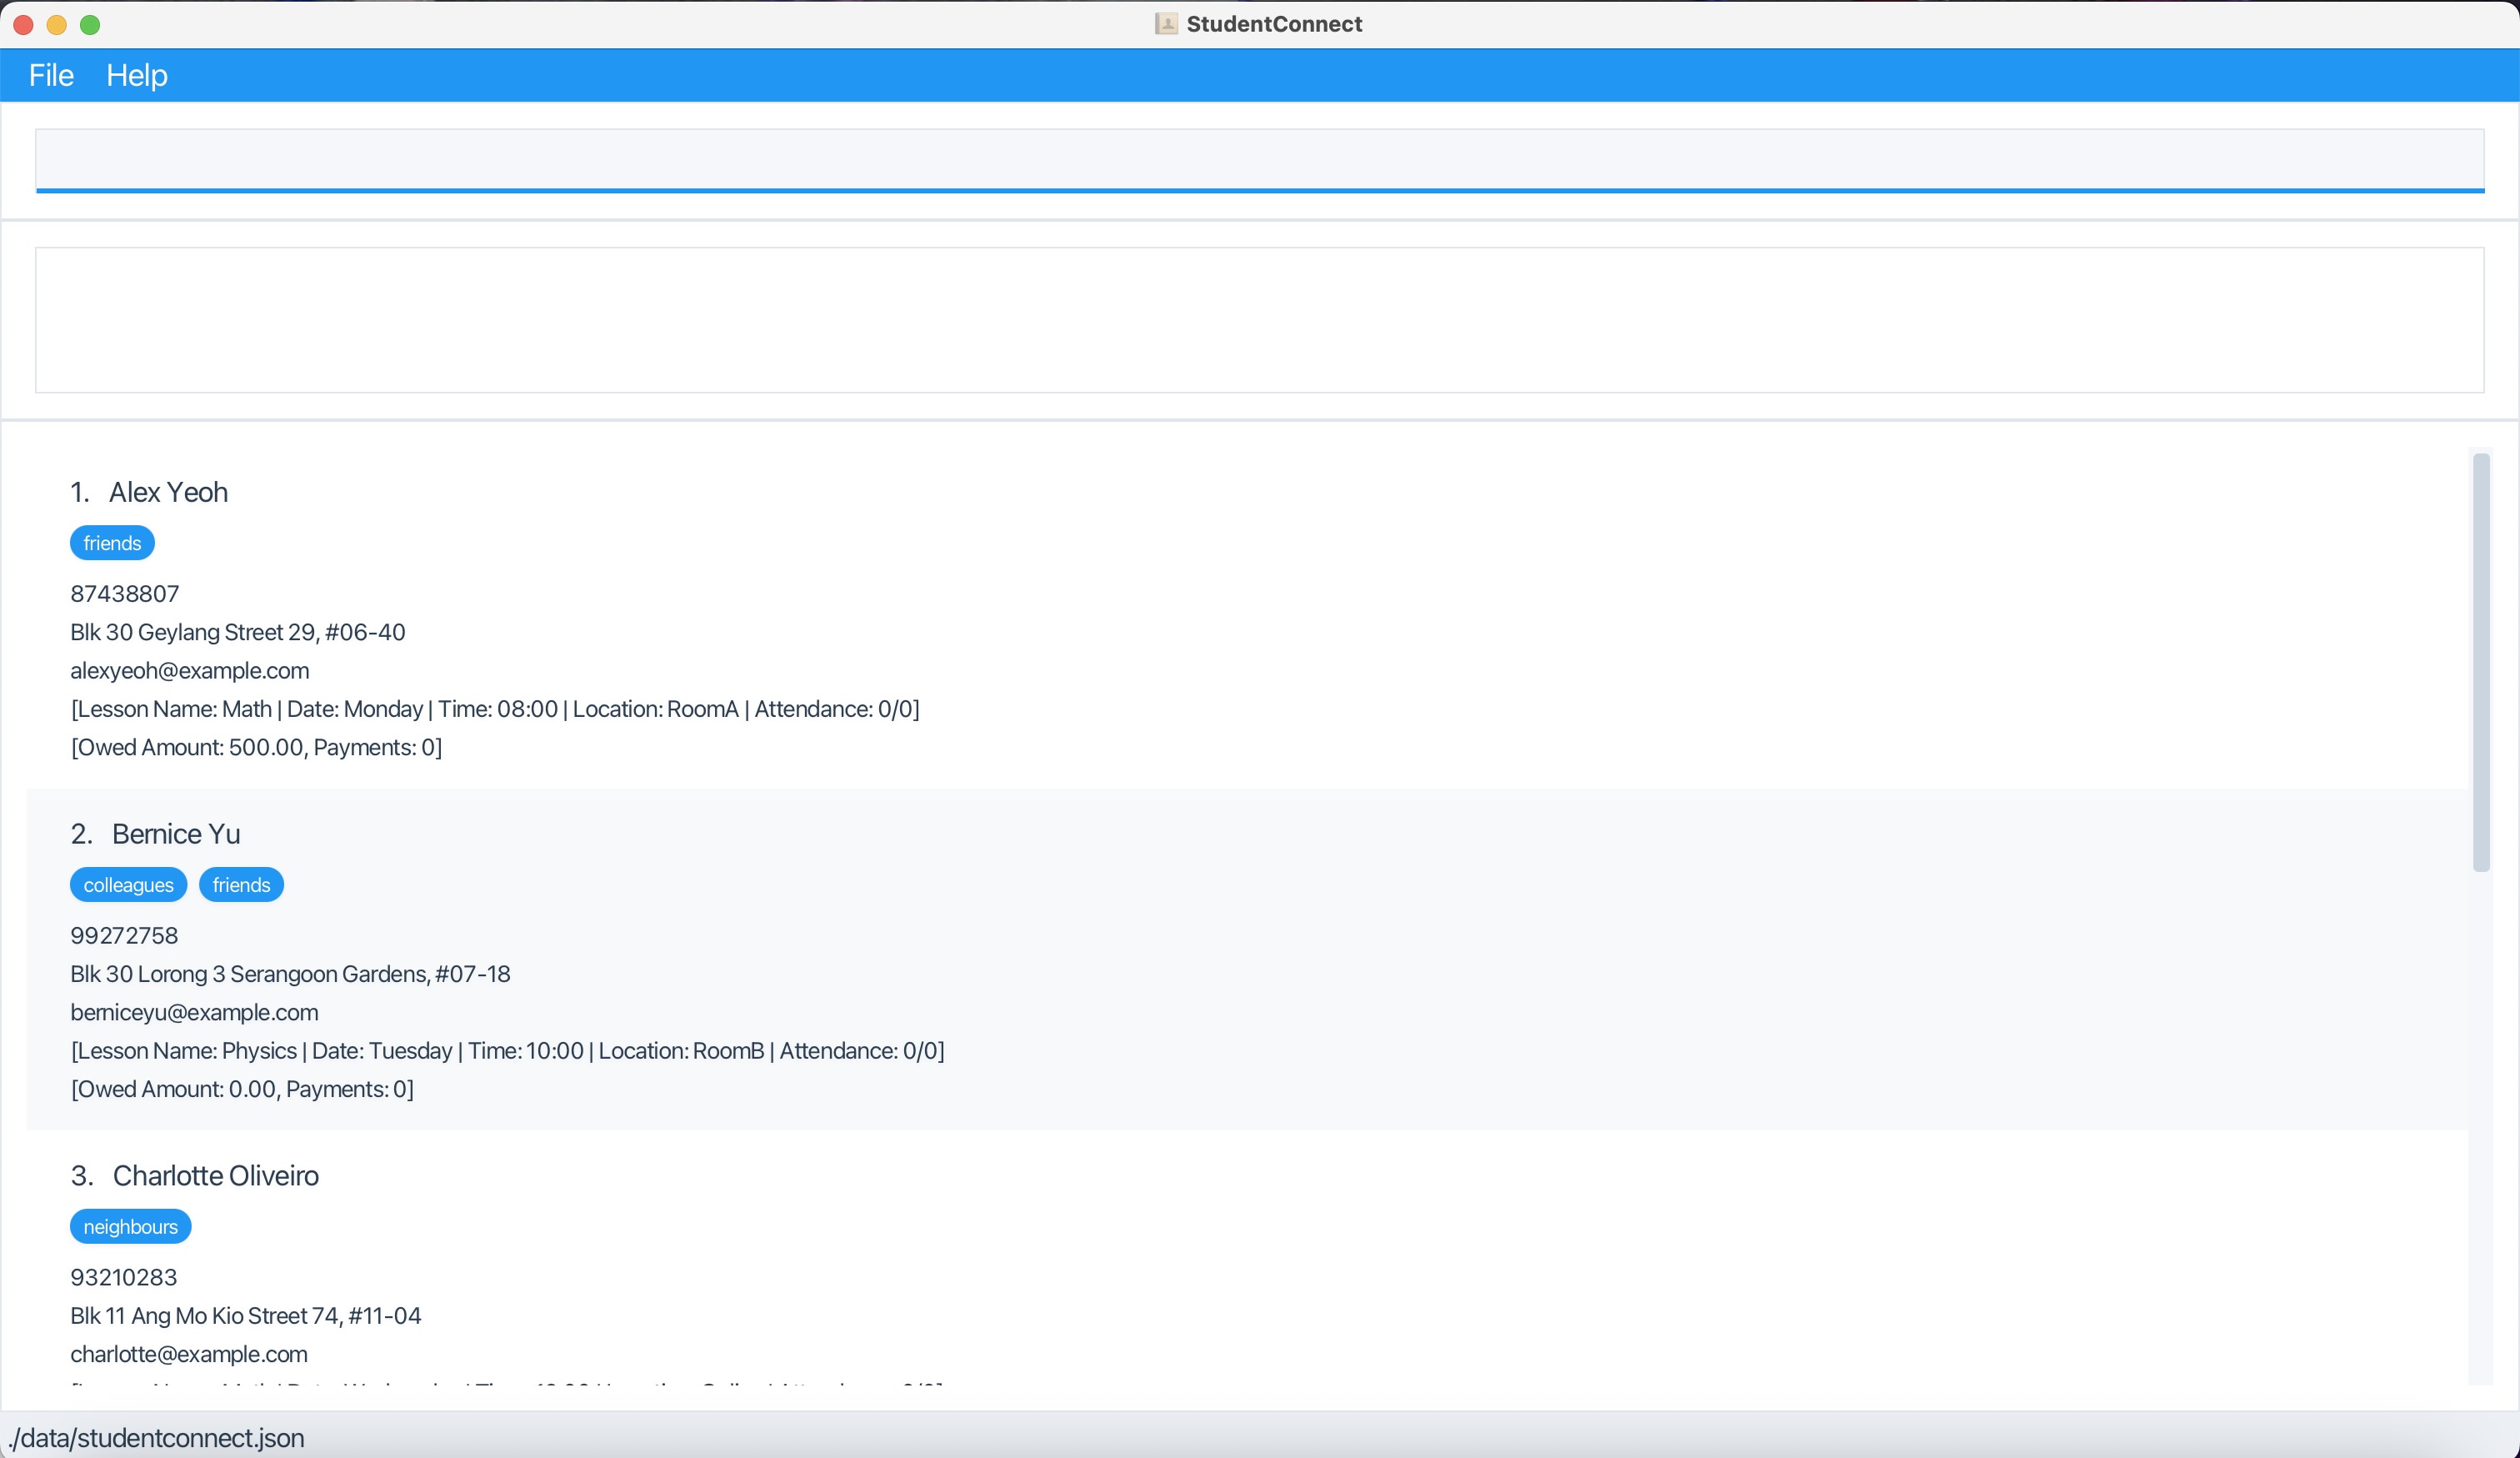 StudentConnect
File Help
1. Alex Yeoh
friends
87438807
Blk 30 Geylang Street 29, #06-40
alexyeoh@example.com
[Lesson Name: Math | Date: Monday | Time: 08:00 | Location: RoomA | Attendance: 0/0]
[Owed Amount: 500.00, Payments: 0]
2. Bernice Yu
colleagues friends
99272758
Blk 30 Lorong 3 Serangoon Gardens, #07-18
berniceyu@example.com
[Lesson Name: Physics | Date: Tuesday | Time: 10:00 | Location: RoomB | Attendance: 0/0]
[Owed Amount: 0.00, Payments: 0]
3. Charlotte Oliveiro
neighbours
93210283
Blk 11 Ang Mo Kio Street 74, #11-04
charlotte@example.com
./data/studentconnect.json